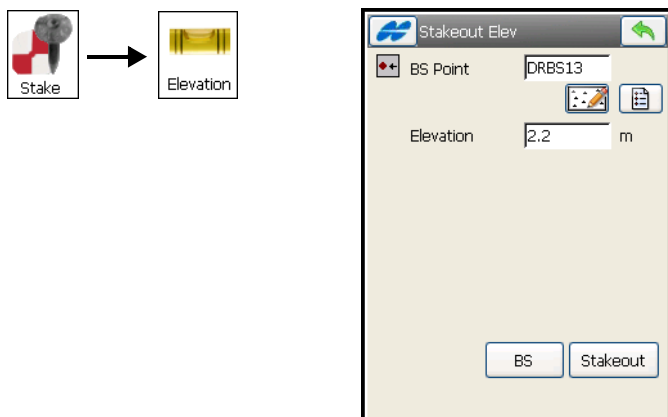 Stake
Elevation
Stakeout Elev
BS Point DRBS13
Elevation 2.2 m
BS Stakeout